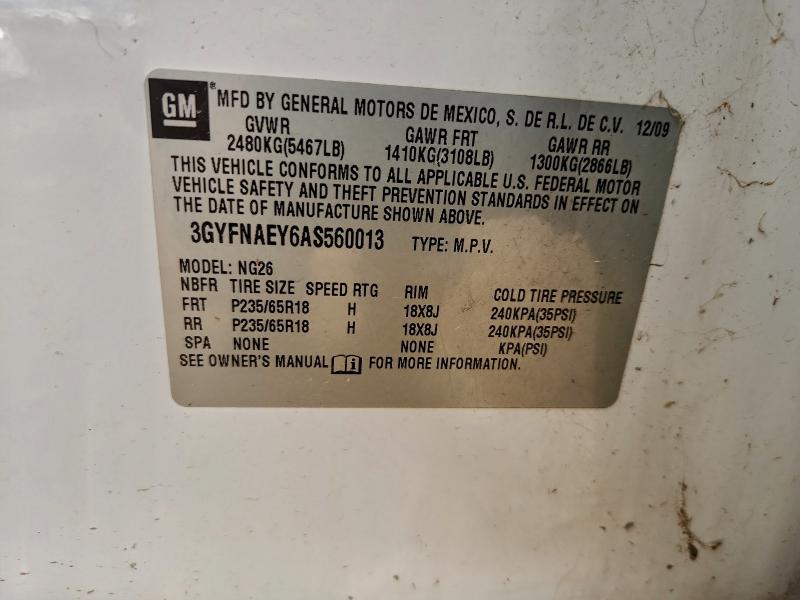 GM® MFD BY GENERAL MOTORS DE MEXICO, S. DE R.L. DE C.V. 12/09
GVWR GAWR FRT GAWR RR
2480KG(5467LB) 1410KG(3108LB) 1300KG(2866LB)
THIS VEHICLE CONFORMS TO ALL APPLICABLE U.S. FEDERAL MOTOR
VEHICLE SAFETY AND THEFT PREVENTION STANDARDS IN EFFECT ON
THE DATE OF MANUFACTURE SHOWN ABOVE.
3GYFNAEY6AS560013 TYPE: M.P.V.
MODEL: NG26
NBFR TIRE SIZE SPEED RTG RIM COLD TIRE PRESSURE
FRT P235/65R18 H 18X8J 240KPA(35PSI)
RR P235/65R18 H 18X8J 240KPA(35PSI)
SPA NONE NONE KPA(PSI)
SEE OWNER'S MANUAL i FOR MORE INFORMATION.